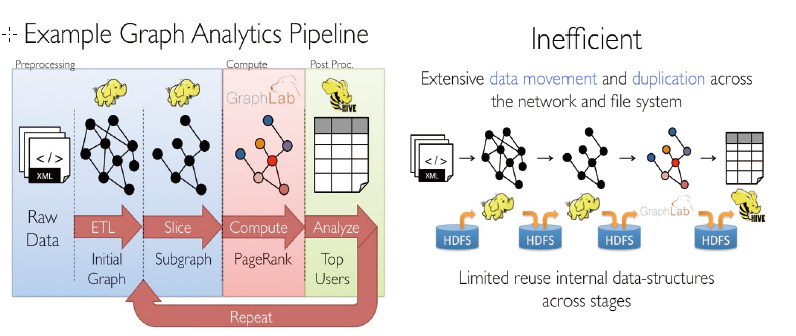 Example Graph Analytics Pipeline
Preprocessing
Compute
Post Proc.
GraphLab
HIVE
</>
XML
Raw
Data
ETL
Slice
Compute
Analyze
Initial
Graph
Subgraph
PageRank
Top
Users
Repeat
Inefficient
Extensive data movement and duplication across
the network and file system
</>
XML
HDFS
HDFS
HDFS
GraphLab
HDFS
HIVE
Limited reuse internal data-structures
across stages